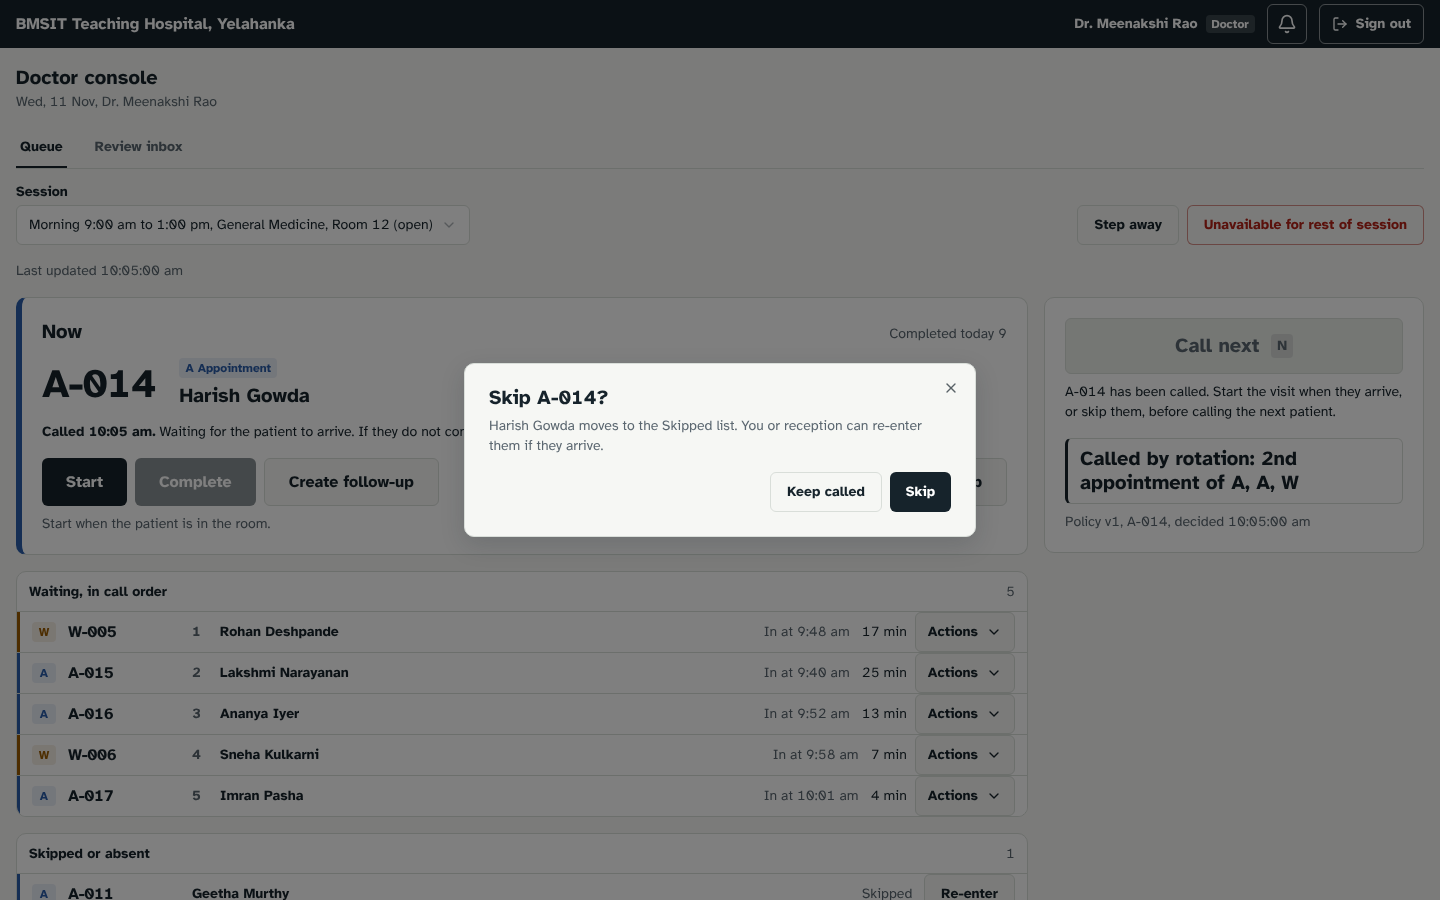 BMSIT Teaching Hospital, Yelahanka
Dr. Meenakshi Rao Doctor Sign out
Doctor console
Wed, 11 Nov, Dr. Meenakshi Rao
Queue Review inbox
Session
Morning 9:00 am to 1:00 pm, General Medicine, Room 12 (open)
Step away Unavailable for rest of session
Last updated 10:05:00 am
Now
Completed today 9
A-014
A Appointment
Harish Gowda
Called 10:05 am. Waiting for the patient to arrive. If they do not
Start Complete Create follow-up
Start when the patient is in the room.
Call next N
A-014 has been called. Start the visit when they arrive,
or skip them, before calling the next patient.
Called by rotation: 2nd
appointment of A, A, W
Policy v1, A-014, decided 10:05:00 am
Skip A-014?
Harish Gowda moves to the Skipped list. You or reception can re-enter
them if they arrive.
Keep called Skip
Waiting, in call order 5
W W-005 1 Rohan Deshpande In at 9:48 am 17 min Actions
A A-015 2 Lakshmi Narayanan In at 9:40 am 25 min Actions
A A-016 3 Ananya Iyer In at 9:52 am 13 min Actions
W W-006 4 Sneha Kulkarni In at 9:58 am 7 min Actions
A A-017 5 Imran Pasha In at 10:01 am 4 min Actions
Skipped or absent 1
A A-011 Geetha Murthy Skipped Re-enter